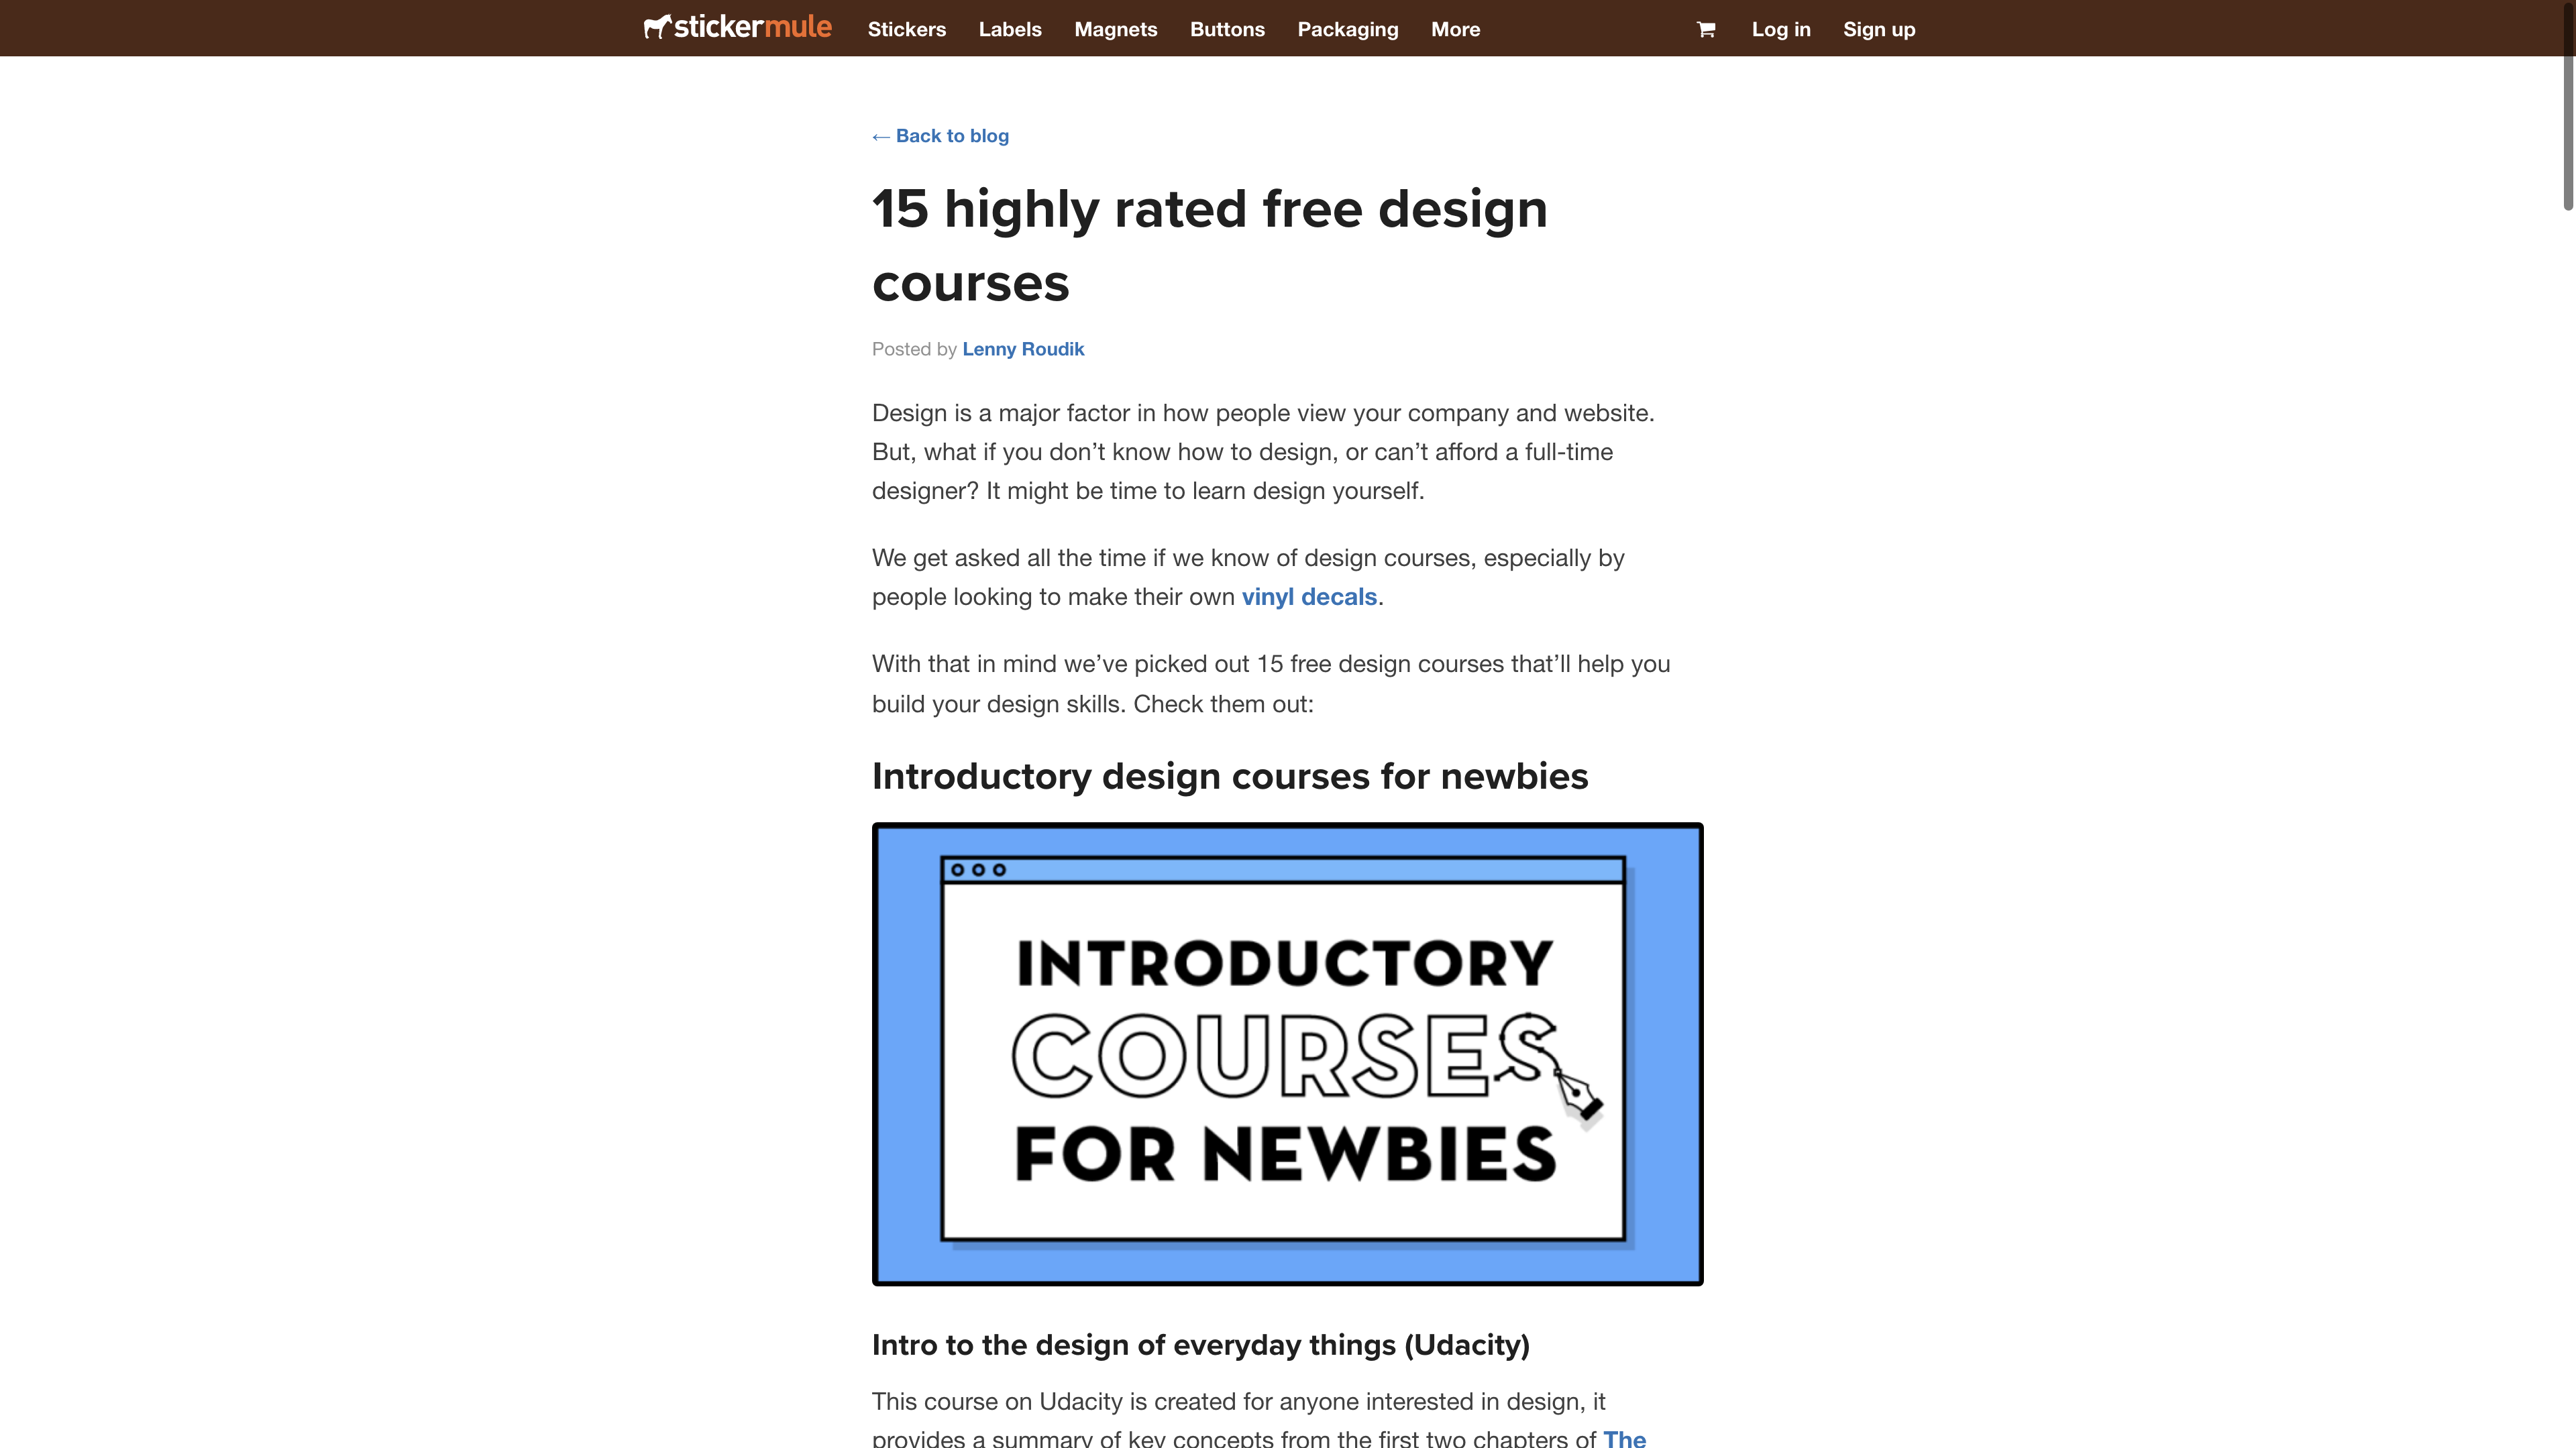 stickermule Stickers Labels Magnets Buttons Packaging More Log in Sign up
← Back to blog
15 highly rated free design
courses
Posted by Lenny Roudik
Design is a major factor in how people view your company and website.
But, what if you don’t know how to design, or can’t afford a full-time
designer? It might be time to learn design yourself.
We get asked all the time if we know of design courses, especially by
people looking to make their own vinyl decals.
With that in mind we’ve picked out 15 free design courses that’ll help you
build your design skills. Check them out:
Introductory design courses for newbies
INTRODUCTORY
COURSES
FOR NEWBIES
Intro to the design of everyday things (Udacity)
This course on Udacity is created for anyone interested in design, it
provides a summary of key concepts from the first two chapters of The